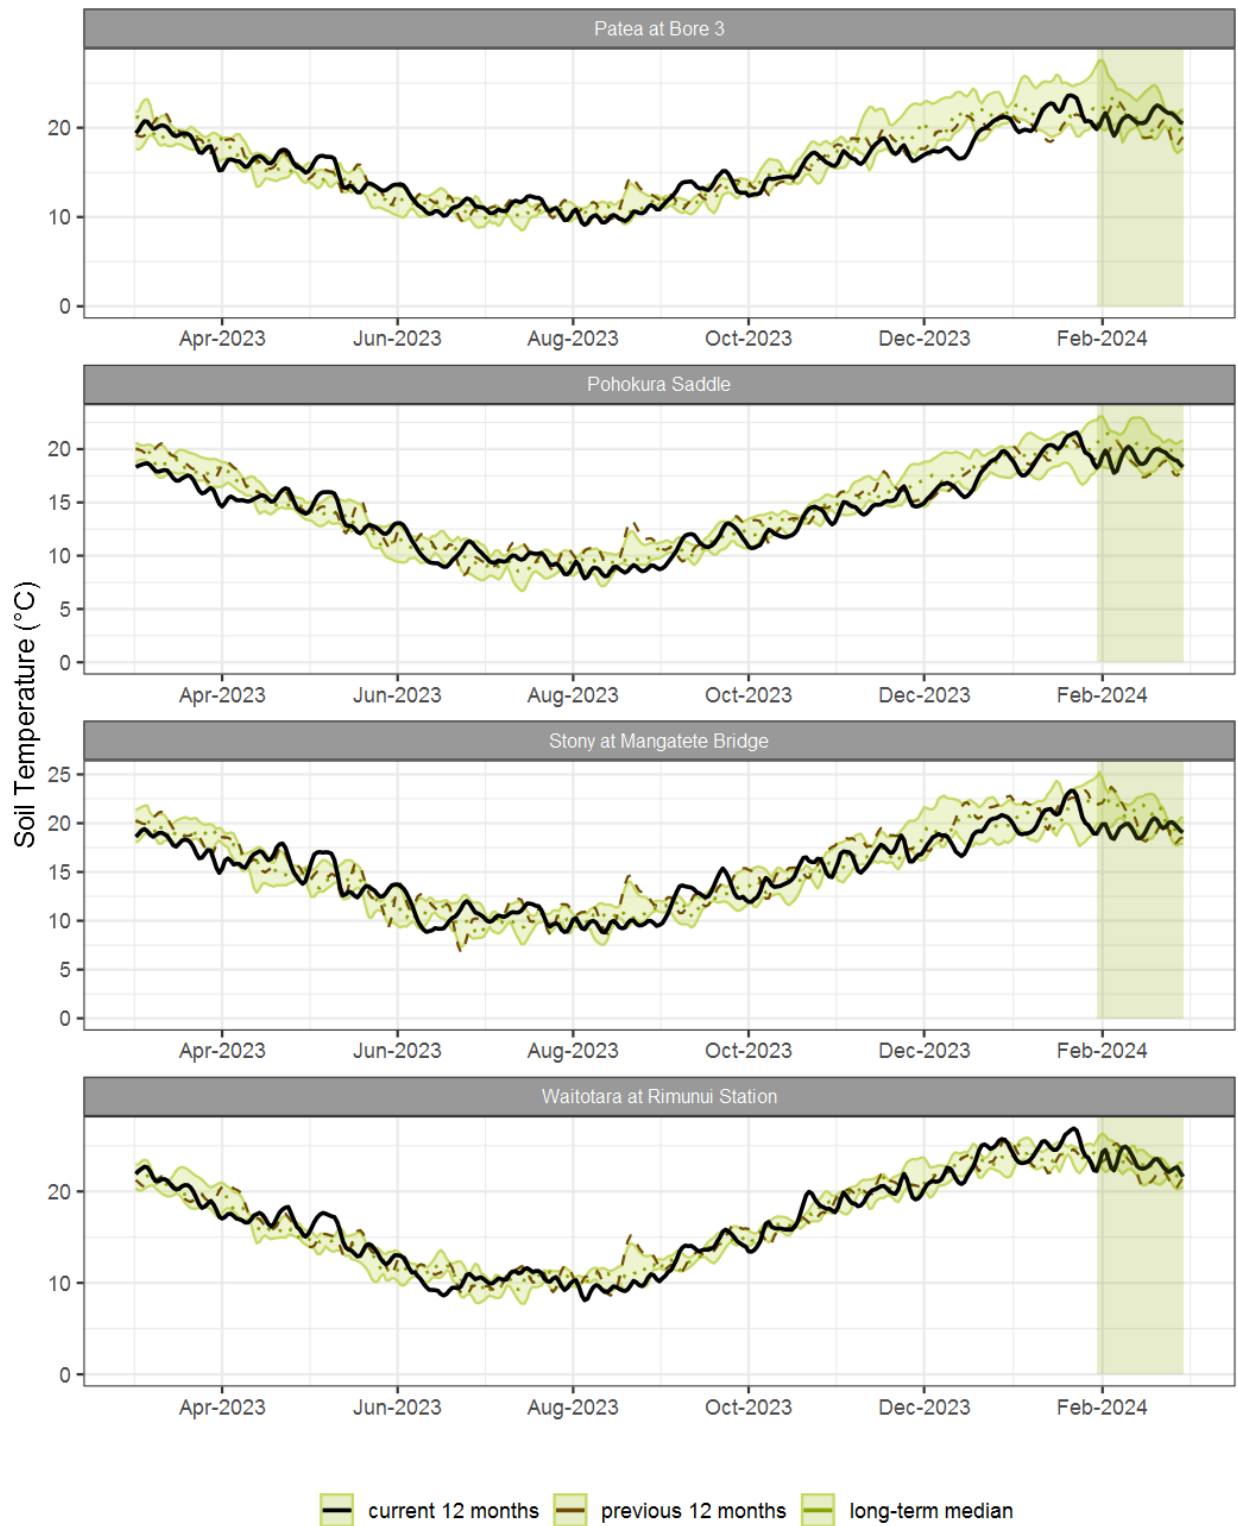 Soil Temperature (°C)
Patea at Bore 3
20
10
0
Apr-2023 Jun-2023 Aug-2023 Oct-2023 Dec-2023 Feb-2024
Pohokura Saddle
20
15
10
5
0
Apr-2023 Jun-2023 Aug-2023 Oct-2023 Dec-2023 Feb-2024
Stony at Mangatete Bridge
25
20
15
10
5
0
Apr-2023 Jun-2023 Aug-2023 Oct-2023 Dec-2023 Feb-2024
Waitotara at Rimunui Station
20
10
0
Apr-2023 Jun-2023 Aug-2023 Oct-2023 Dec-2023 Feb-2024
current 12 months previous 12 months long-term median